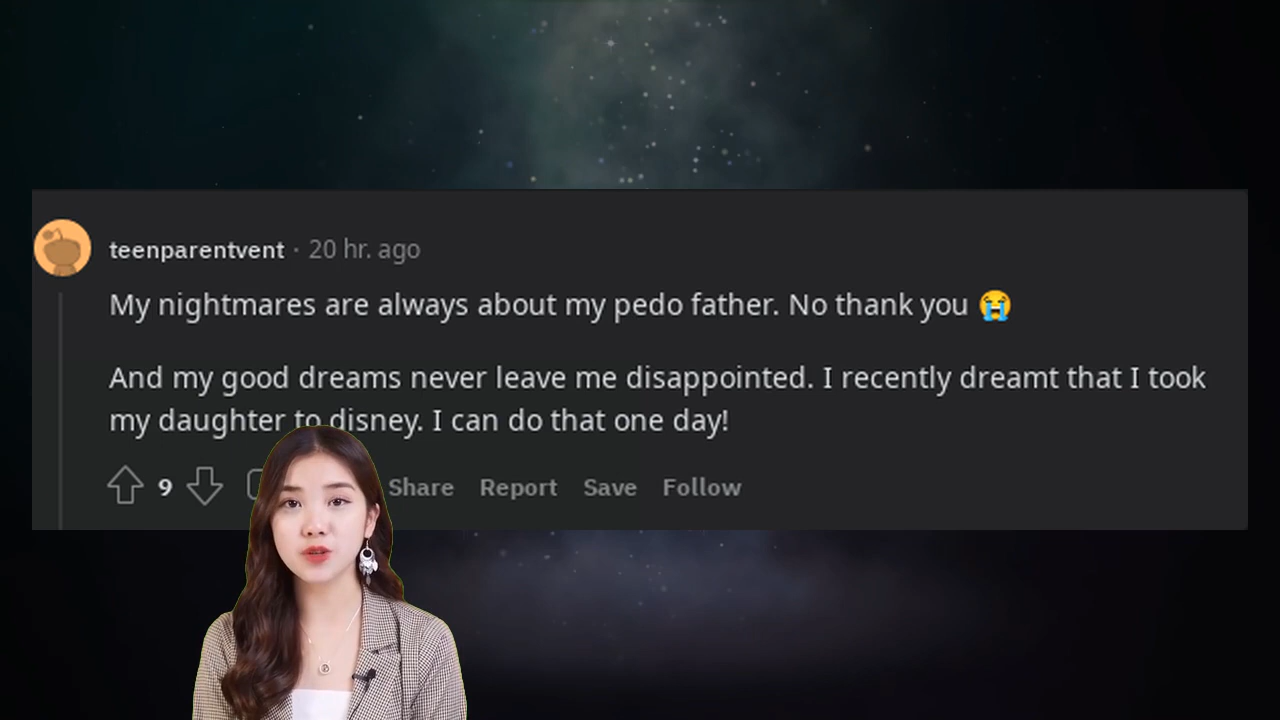 teenparentvent · 20 hr. ago
My nightmares are always about my pedo father. No thank you 😭
And my good dreams never leave me disappointed. I recently dreamt that I took
my daughter to disney. I can do that one day!
9 Share Report Save Follow